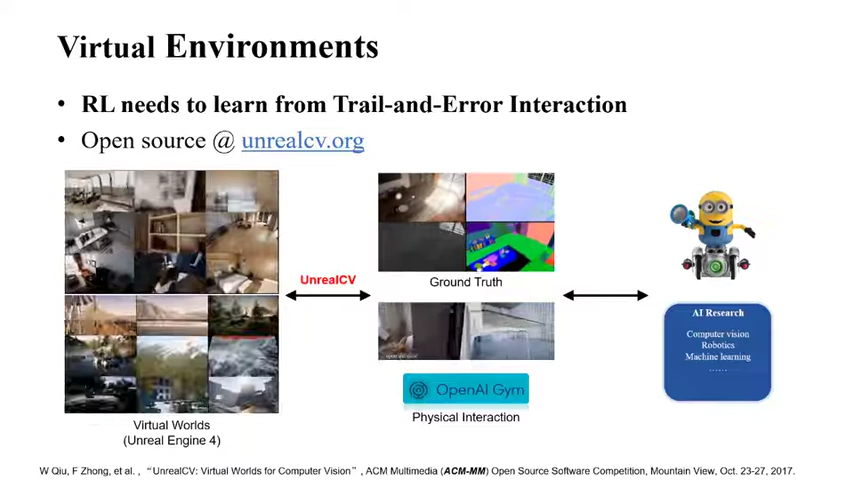 Virtual Environments
• RL needs to learn from Trail-and-Error Interaction
• Open source @ unrealcv.org
UnrealCV
Ground Truth
AI Research
Computer vision
Robotics
Machine learning
......
OpenAI Gym
Physical Interaction
Virtual Worlds
(Unreal Engine 4)
W Qiu, F Zhong, et al. , “UnrealCV: Virtual Worlds for Computer Vision” , ACM Multimedia (ACM-MM) Open Source Software Competition, Mountain View, Oct. 23-27, 2017.